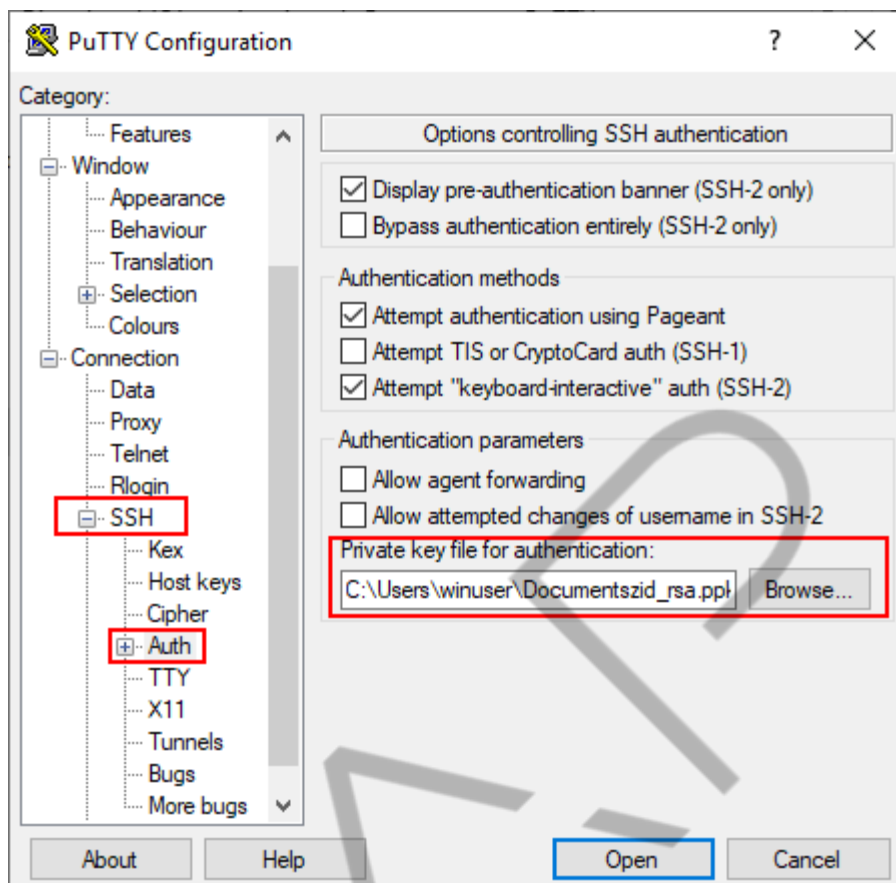 PuTTY Configuration
?
Category:
Features
Window
Appearance
Behaviour
Translation
Selection
Colours
Connection
Data
Proxy
Telnet
Rlogin
SSH
Kex
Host keys
Cipher
Auth
TTY
X11
Tunnels
Bugs
More bugs
Options controlling SSH authentication
Display pre-authentication banner (SSH-2 only)
Bypass authentication entirely (SSH-2 only)
Authentication methods
Attempt authentication using Pageant
Attempt TIS or CryptoCard auth (SSH-1)
Attempt "keyboard-interactive" auth (SSH-2)
Authentication parameters
Allow agent forwarding
Allow attempted changes of username in SSH-2
Private key file for authentication:
C:\Users\winuser\Documentszid_rsa.ppk Browse...
About Help Open Cancel